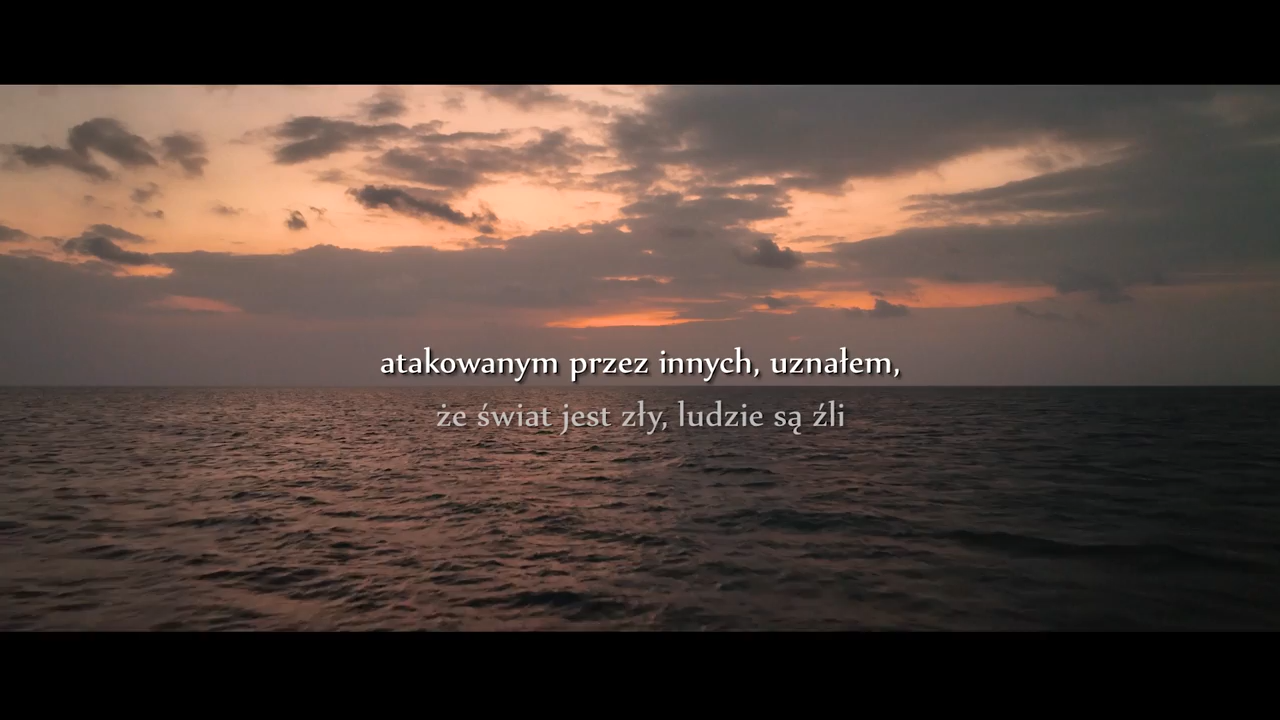 atakowanym przez innych, uznałem,
że świat jest zły, ludzie są źli